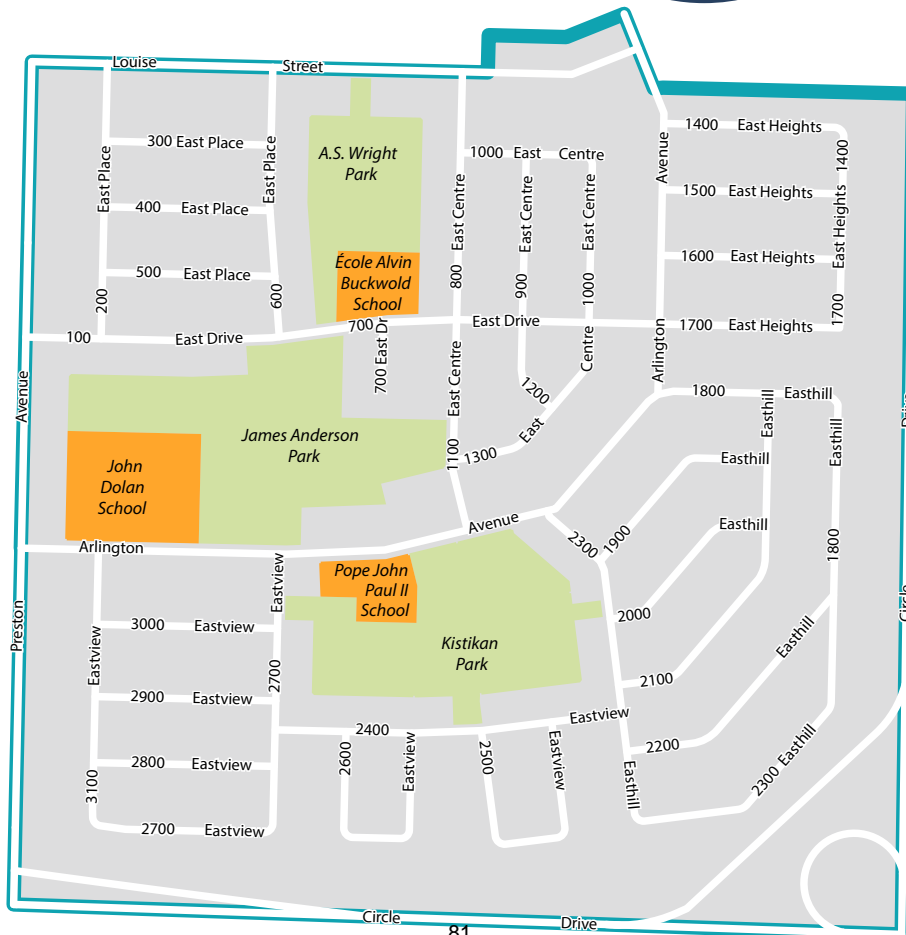 Louise
Street
East Place
300 East Place
400 East Place
500 East Place
200
East Place
600
A.S. Wright
Park
École Alvin
Buckwold
School
1000 East Centre
East Centre
East Centre
East Centre
800
900
1000
Avenue
1400 East Heights
1400
1500 East Heights
East Heights
1600 East Heights
1700 East Heights
1700
100
East Drive
700
700 East Dr
East Drive
Centre
Arlington
Avenue
East Centre
1200
East
1300
1100
1800
Easthill
Easthill
Easthill
James Anderson
Park
John
Dolan
School
Easthill
Easthill
Avenue
2300
1900
1800
Arlington
Pope John
Paul II
School
Eastview
Preston
2000
Circle
3000 Eastview
Eastview
Kistikan
Park
Easthill
2700
2100
2900 Eastview
Eastview
2400
2200
2300 Easthill
2600
Eastview
2500
Eastview
Easthill
2800 Eastview
3100
2700 Eastview
Circle
Drive
81